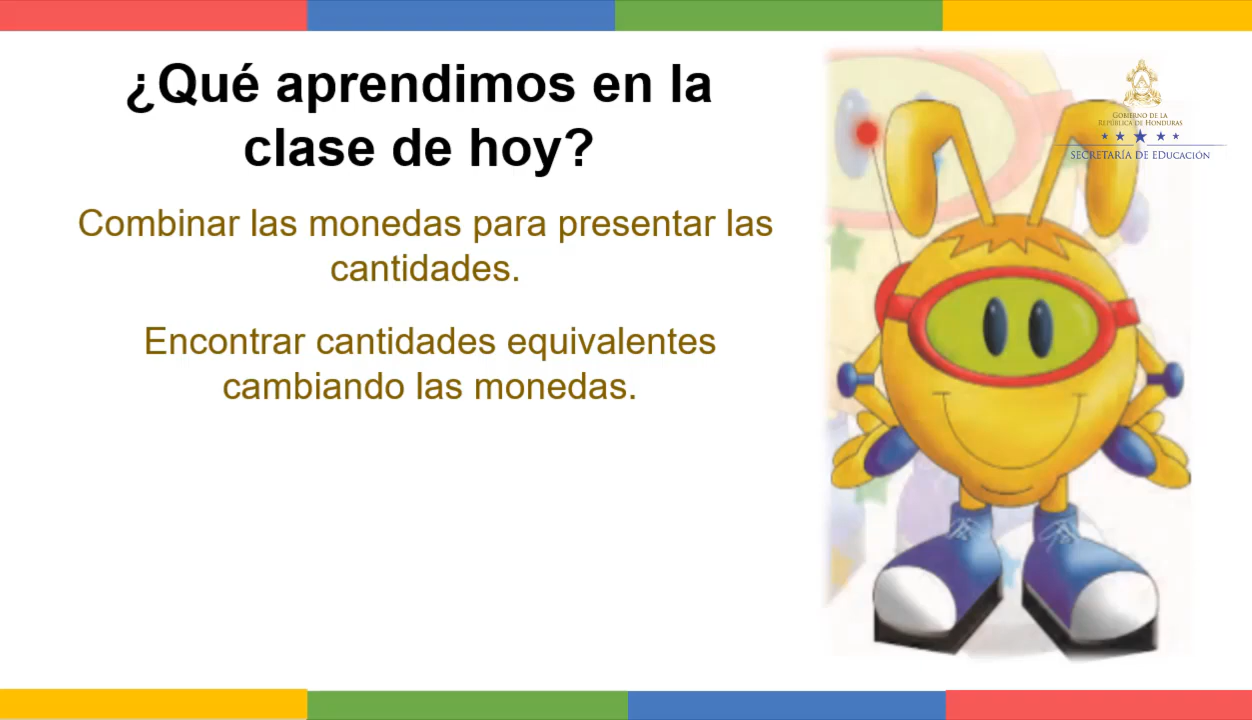 ¿Qué aprendimos en la
clase de hoy?
Combinar las monedas para presentar las
cantidades.
Encontrar cantidades equivalentes
cambiando las monedas.
GOBIERNO DE LA
REPÚBLICA DE HONDURAS
SECRETARÍA DE EDUCACIÓN